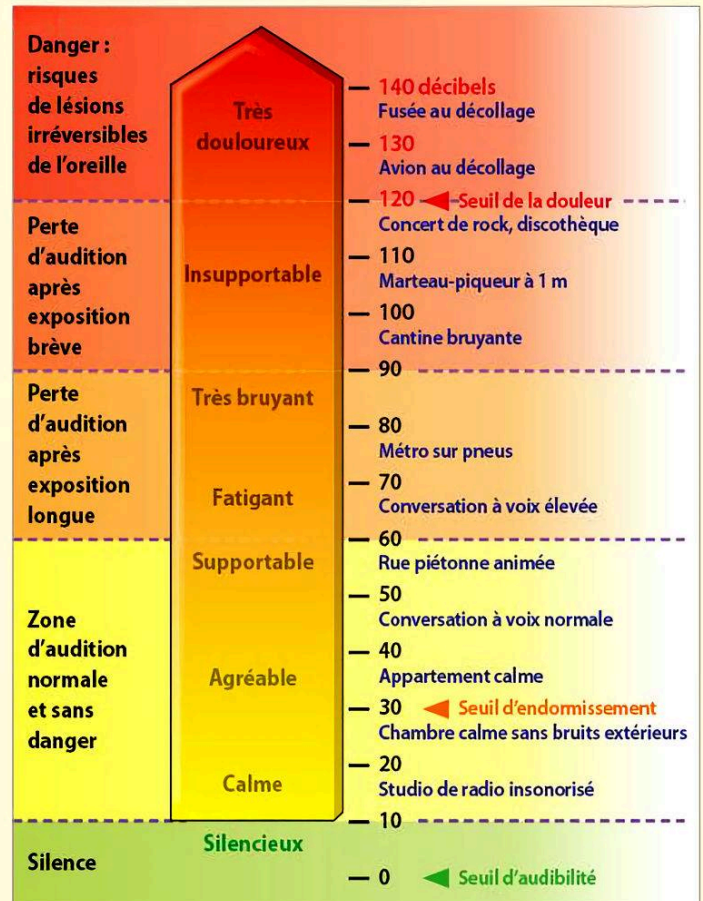 Danger :
risques
de lésions
irréversibles
de l'oreille
Perte
d'audition
après
exposition
brève
Perte
d'audition
après
exposition
longue
Zone
d'audition
normale
et sans
danger
Silence
Très
douloureux
Insupportable
Très bruyant
Fatigant
Supportable
Agréable
Calme
Silencieux
140 décibels
Fusée au décollage
130
Avion au décollage
120 Seuil de la douleur
Concert de rock, discothèque
110
Marteau-piqueur à 1 m
100
Cantine bruyante
90
80
Métro sur pneus
70
Conversation à voix élevée
60
Rue piétonne animée
50
Conversation à voix normale
40
Appartement calme
30 Seuil d'endormissement
Chambre calme sans bruits extérieurs
20
Studio de radio insonorisé
10
0 Seuil d'audibilité